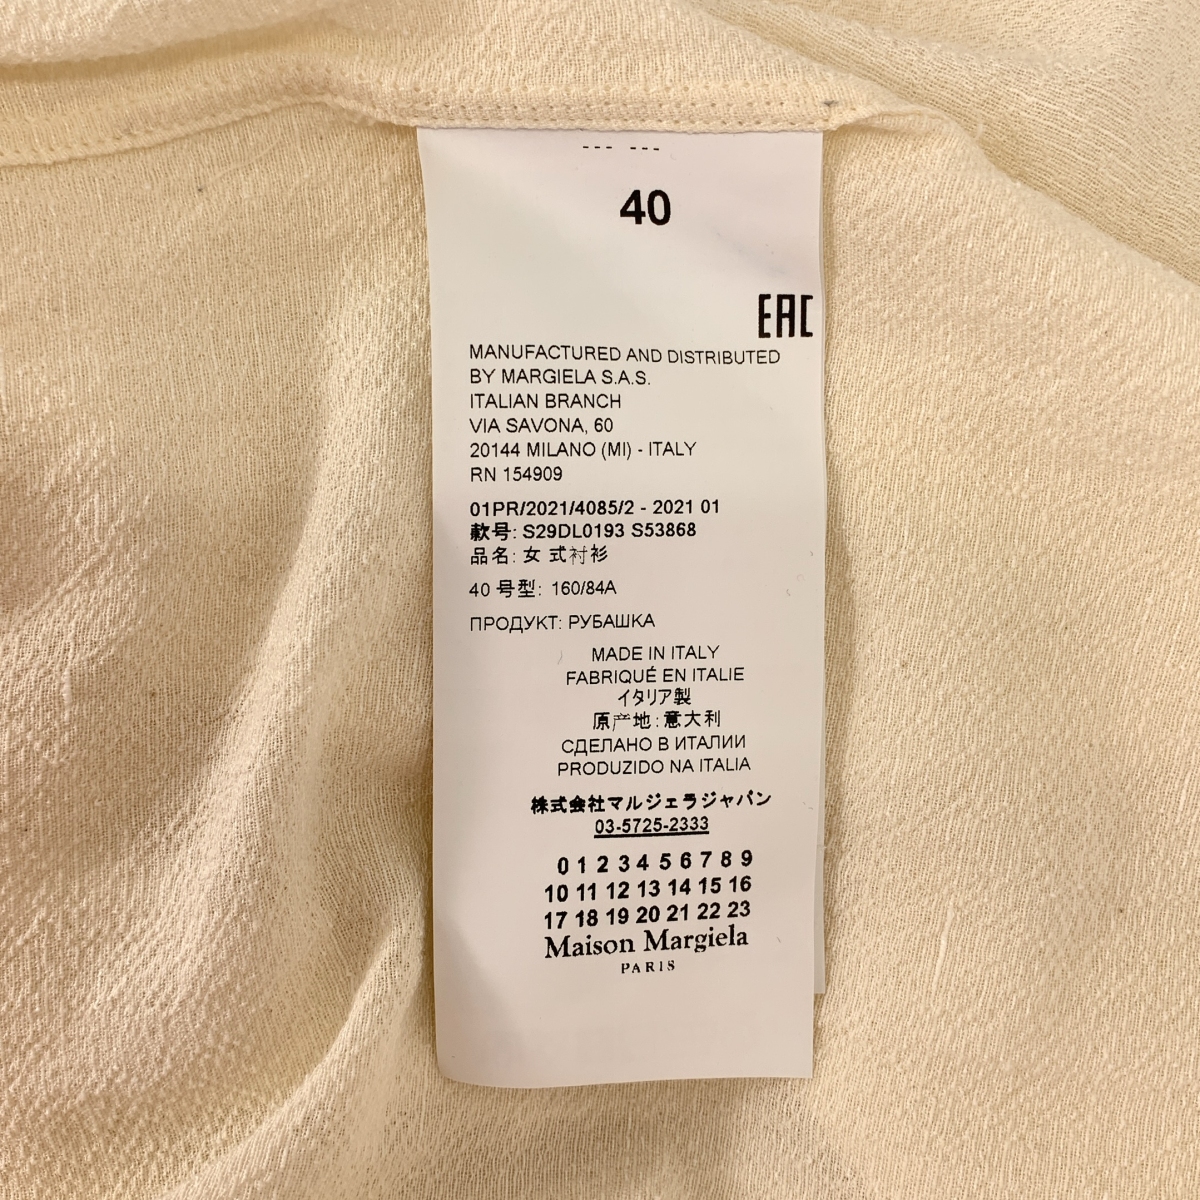 --- ---
40
EAC
MANUFACTURED AND DISTRIBUTED
BY MARGIELA S.A.S.
ITALIAN BRANCH
VIA SAVONA, 60
20144 MILANO (MI) - ITALY
RN 154909
01PR/2021/4085/2 - 2021 01
款号: S29DL0193 S53868
品名: 女 式衬衫
40 号型: 160/84A
ПРОДУКТ: РУБАШКА
MADE IN ITALY
FABRIQUÉ EN ITALIE
イタリア製
原产地: 意大利
СДЕЛАНО В ИТАЛИИ
PRODUZIDO NA ITALIA
株式会社マルジェラジャパン
03-5725-2333
0 1 2 3 4 5 6 7 8 9
10 11 12 13 14 15 16
17 18 19 20 21 22 23
Maison Margiela
PARIS